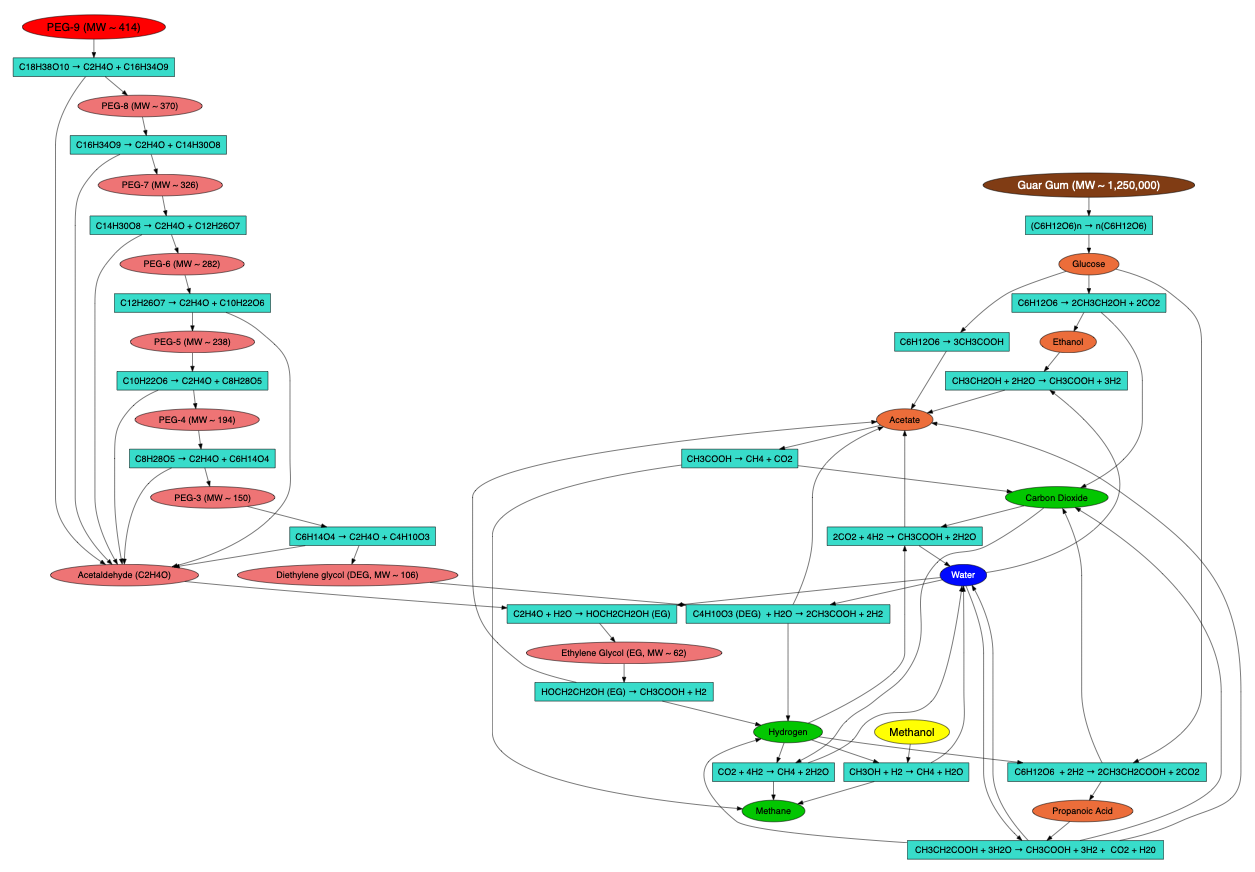 PEG-9 (MW ~ 414)
C18H38O10 → C2H4O + C16H34O9
PEG-8 (MW ~ 370)
C16H34O9 → C2H4O + C14H30O8
PEG-7 (MW ~ 326)
C14H30O8 → C2H4O + C12H26O7
PEG-6 (MW ~ 282)
C12H26O7 → C2H4O + C10H22O6
PEG-5 (MW ~ 238)
C10H22O6 → C2H4O + C8H28O5
PEG-4 (MW ~ 194)
C8H28O5 → C2H4O + C6H14O4
PEG-3 (MW ~ 150)
C6H14O4 → C2H4O + C4H10O3
Acetaldehyde (C2H4O)
Diethylene glycol (DEG, MW ~ 106)
Guar Gum (MW ~ 1,250,000)
(C6H12O6)n → n(C6H12O6)
Glucose
C6H12O6 → 2CH3CH2OH + 2CO2
C6H12O6 → 3CH3COOH
Ethanol
CH3CH2OH + 2H2O → CH3COOH + 3H2
Acetate
CH3COOH → CH4 + CO2
Carbon Dioxide
2CO2 + 4H2 → CH3COOH + 2H2O
Water
C2H4O + H2O → HOCH2CH2OH (EG)
C4H10O3 (DEG)  + H2O → 2CH3COOH + 2H2
Ethylene Glycol (EG, MW ~ 62)
HOCH2CH2OH (EG) → CH3COOH + H2
Hydrogen
Methanol
CO2 + 4H2 → CH4 + 2H2O
CH3OH + H2 → CH4 + H2O
C6H12O6  + 2H2 → 2CH3CH2COOH + 2CO2
Methane
Propanoic Acid
CH3CH2COOH + 3H2O → CH3COOH + 3H2 +  CO2 + H20